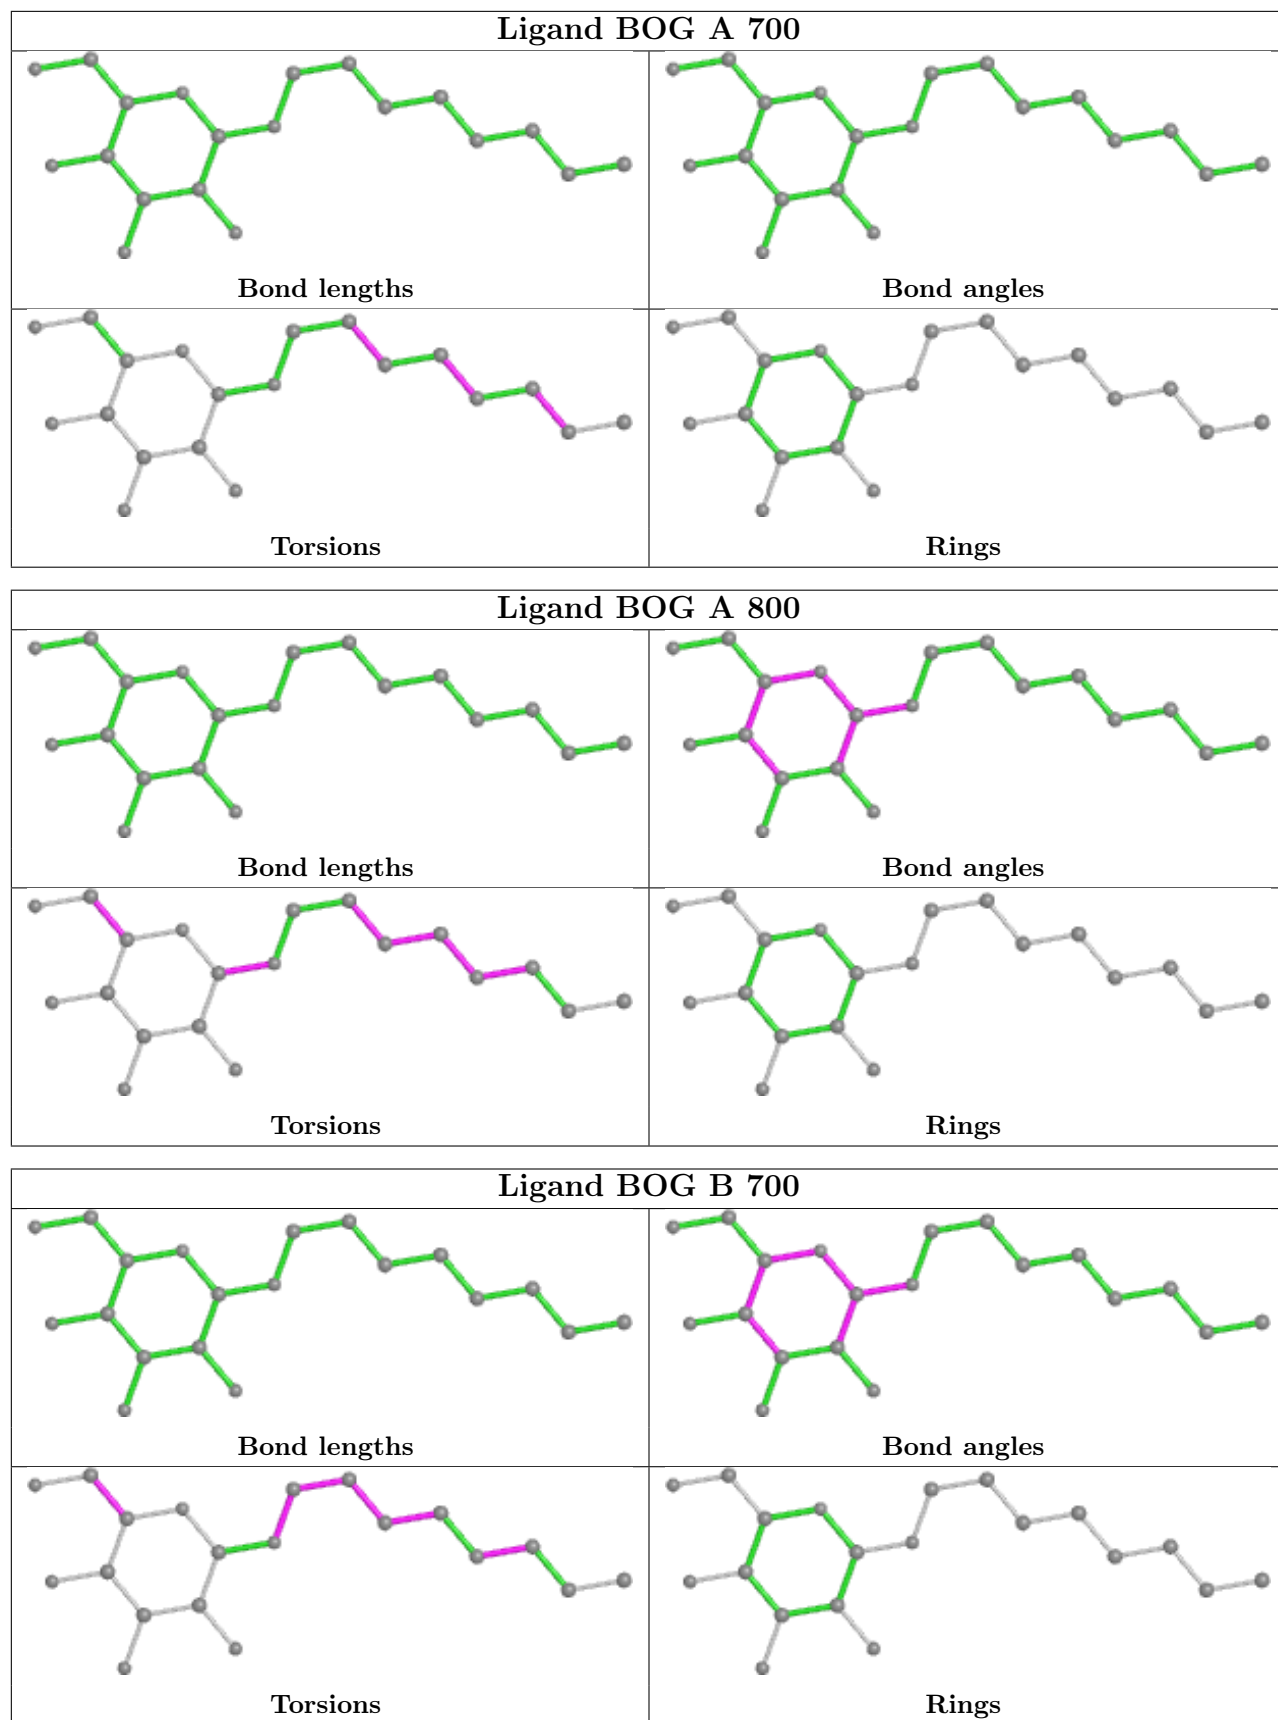 Ligand BOG A 700
Bond lengths
Bond angles
Torsions
Rings
Ligand BOG A 800
Bond lengths
Bond angles
Torsions
Rings
Ligand BOG B 700
Bond lengths
Bond angles
Torsions
Rings